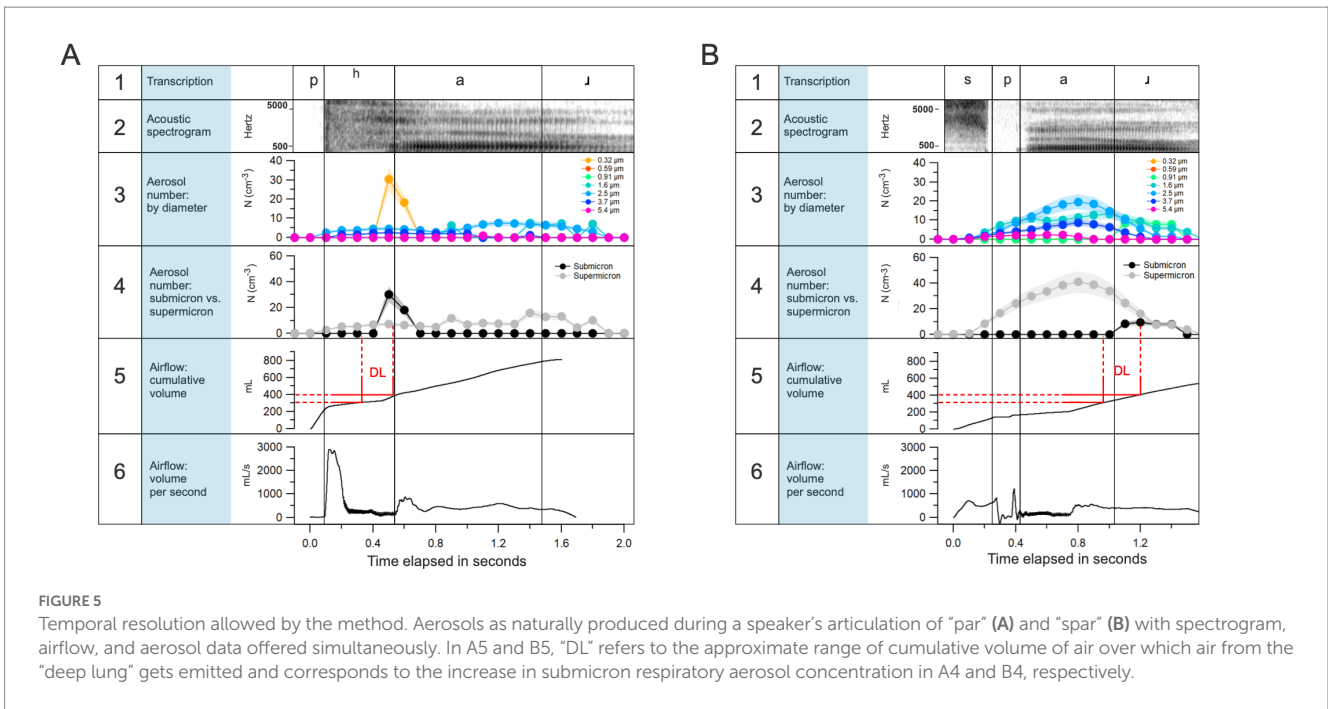 A
1 Transcription p h a ɹ
2 Acoustic spectrogram Hertz 5000 500
3 Aerosol number: by diameter N (cm-3) 40 30 20 10 0
0.32 µm
0.59 µm
0.91 µm
1.6 µm
2.5 µm
3.7 µm
5.4 µm
4 Aerosol number: submicron vs. supermicron N (cm-3) 60 40 20 0
Submicron
Supermicron
5 Airflow: cumulative volume mL 800 600 400 200 0 DL
6 Airflow: volume per second mL/s 3000 2000 1000 0
0.0 0.4 0.8 1.2 1.6 2.0
Time elapsed in seconds
B
1 Transcription s p a ɹ
2 Acoustic spectrogram Hertz 5000 500
3 Aerosol number: by diameter N (cm-3) 40 30 20 10 0
0.32 µm
0.59 µm
0.91 µm
1.6 µm
2.5 µm
3.7 µm
5.4 µm
4 Aerosol number: submicron vs. supermicron N (cm-3) 60 40 20 0
Submicron
Supermicron
5 Airflow: cumulative volume mL 800 600 400 200 0 DL
6 Airflow: volume per second mL/s 3000 2000 1000 0
0.0 0.4 0.8 1.2
Time elapsed in seconds
FIGURE 5
Temporal resolution allowed by the method. Aerosols as naturally produced during a speaker's articulation of "par" (A) and "spar" (B) with spectrogram,
airflow, and aerosol data offered simultaneously. In A5 and B5, "DL" refers to the approximate range of cumulative volume of air over which air from the
"deep lung" gets emitted and corresponds to the increase in submicron respiratory aerosol concentration in A4 and B4, respectively.